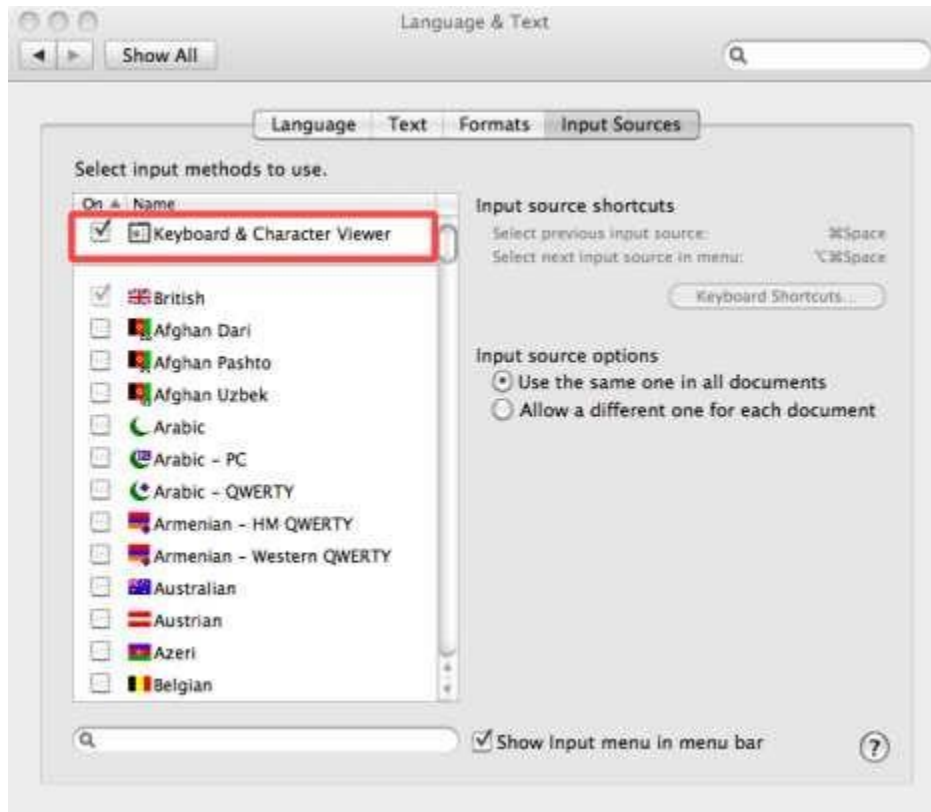 Language & Text
Show All
Language Text Formats Input Sources
Select input methods to use.
On Name
Keyboard & Character Viewer
British
Afghan Dari
Afghan Pashto
Afghan Uzbek
Arabic
Arabic - PC
Arabic - QWERTY
Armenian - HM QWERTY
Armenian - Western QWERTY
Australian
Austrian
Azeri
Belgian
Input source shortcuts
Select previous input source: ⌘Space
Select next input source in menu: ⌥⌘Space
Keyboard Shortcuts...
Input source options
Use the same one in all documents
Allow a different one for each document
Show Input menu in menu bar
?